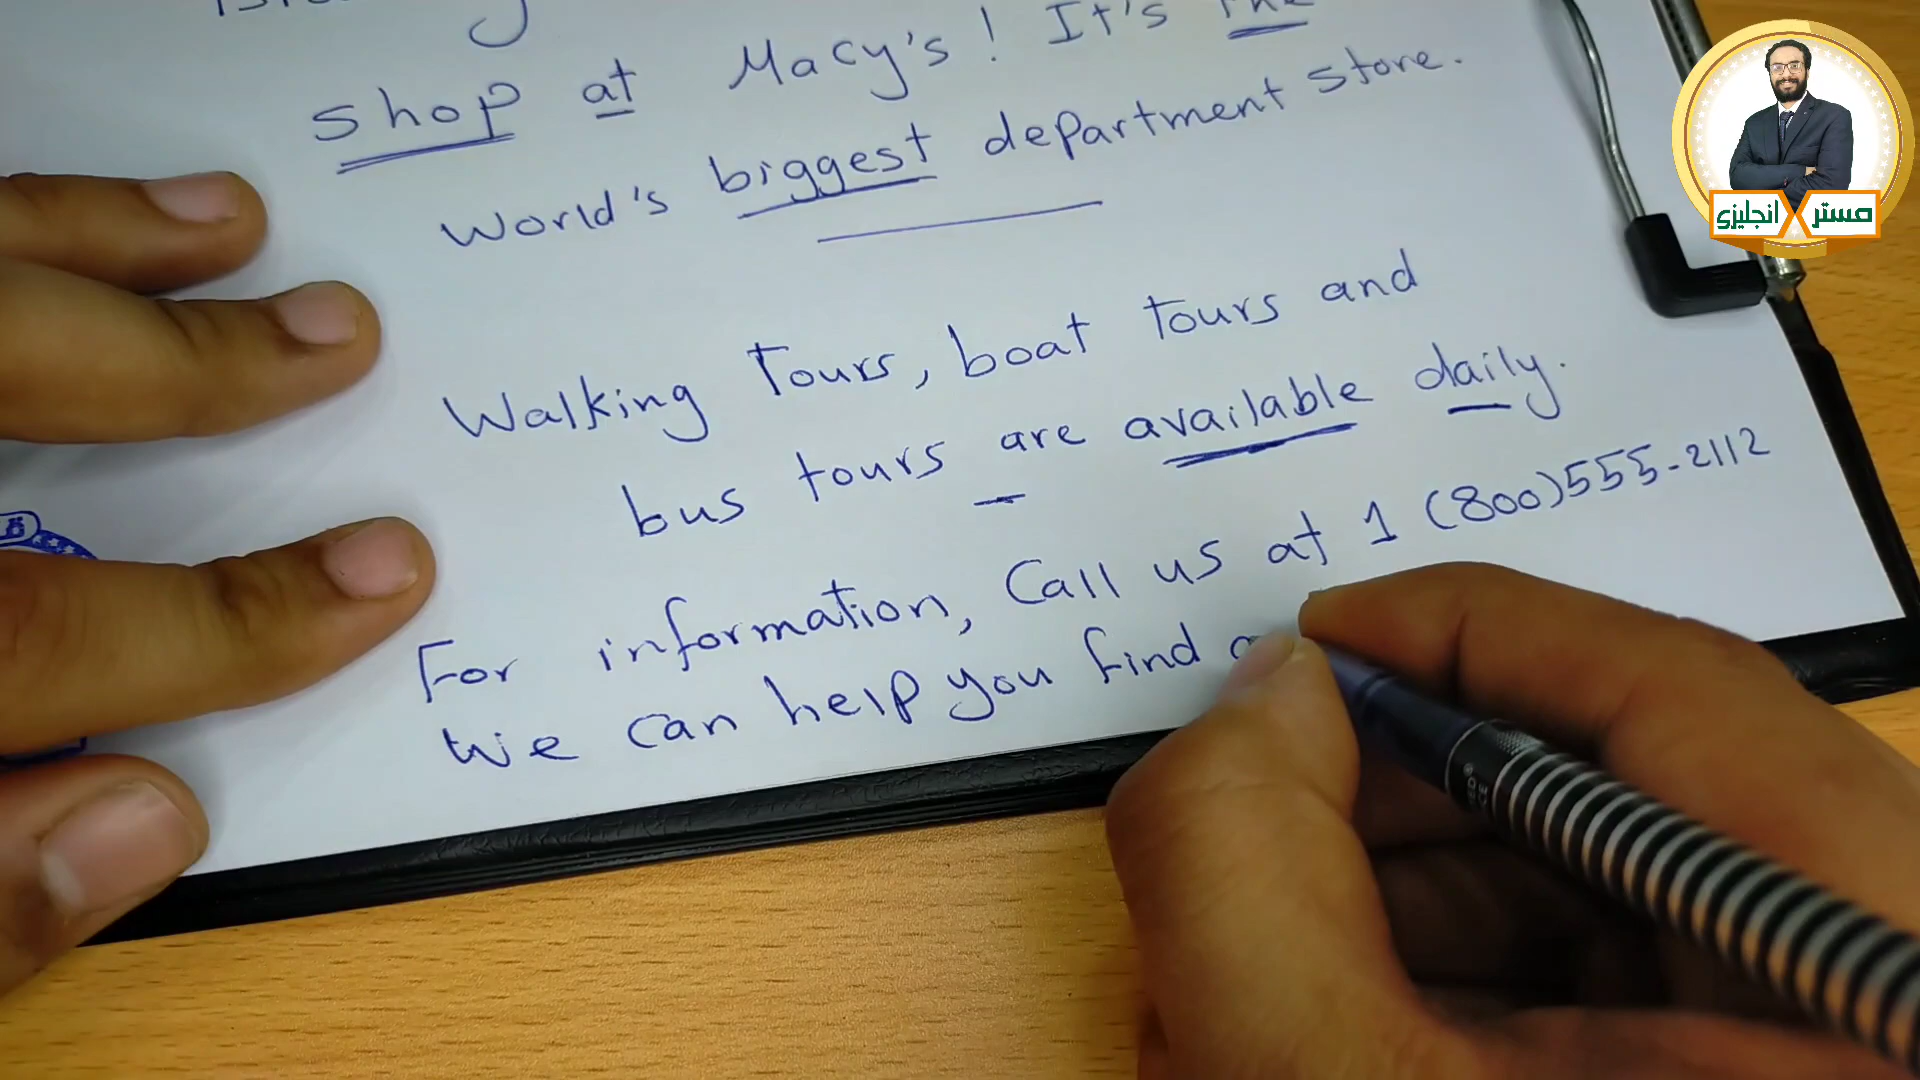 shop at Macy's! It's the
World's biggest department store.
Walking Tours, boat tours and
bus tours are available daily.
For information, Call us at 1 (800)555-2112
We can help you find
مستر X انجليزي